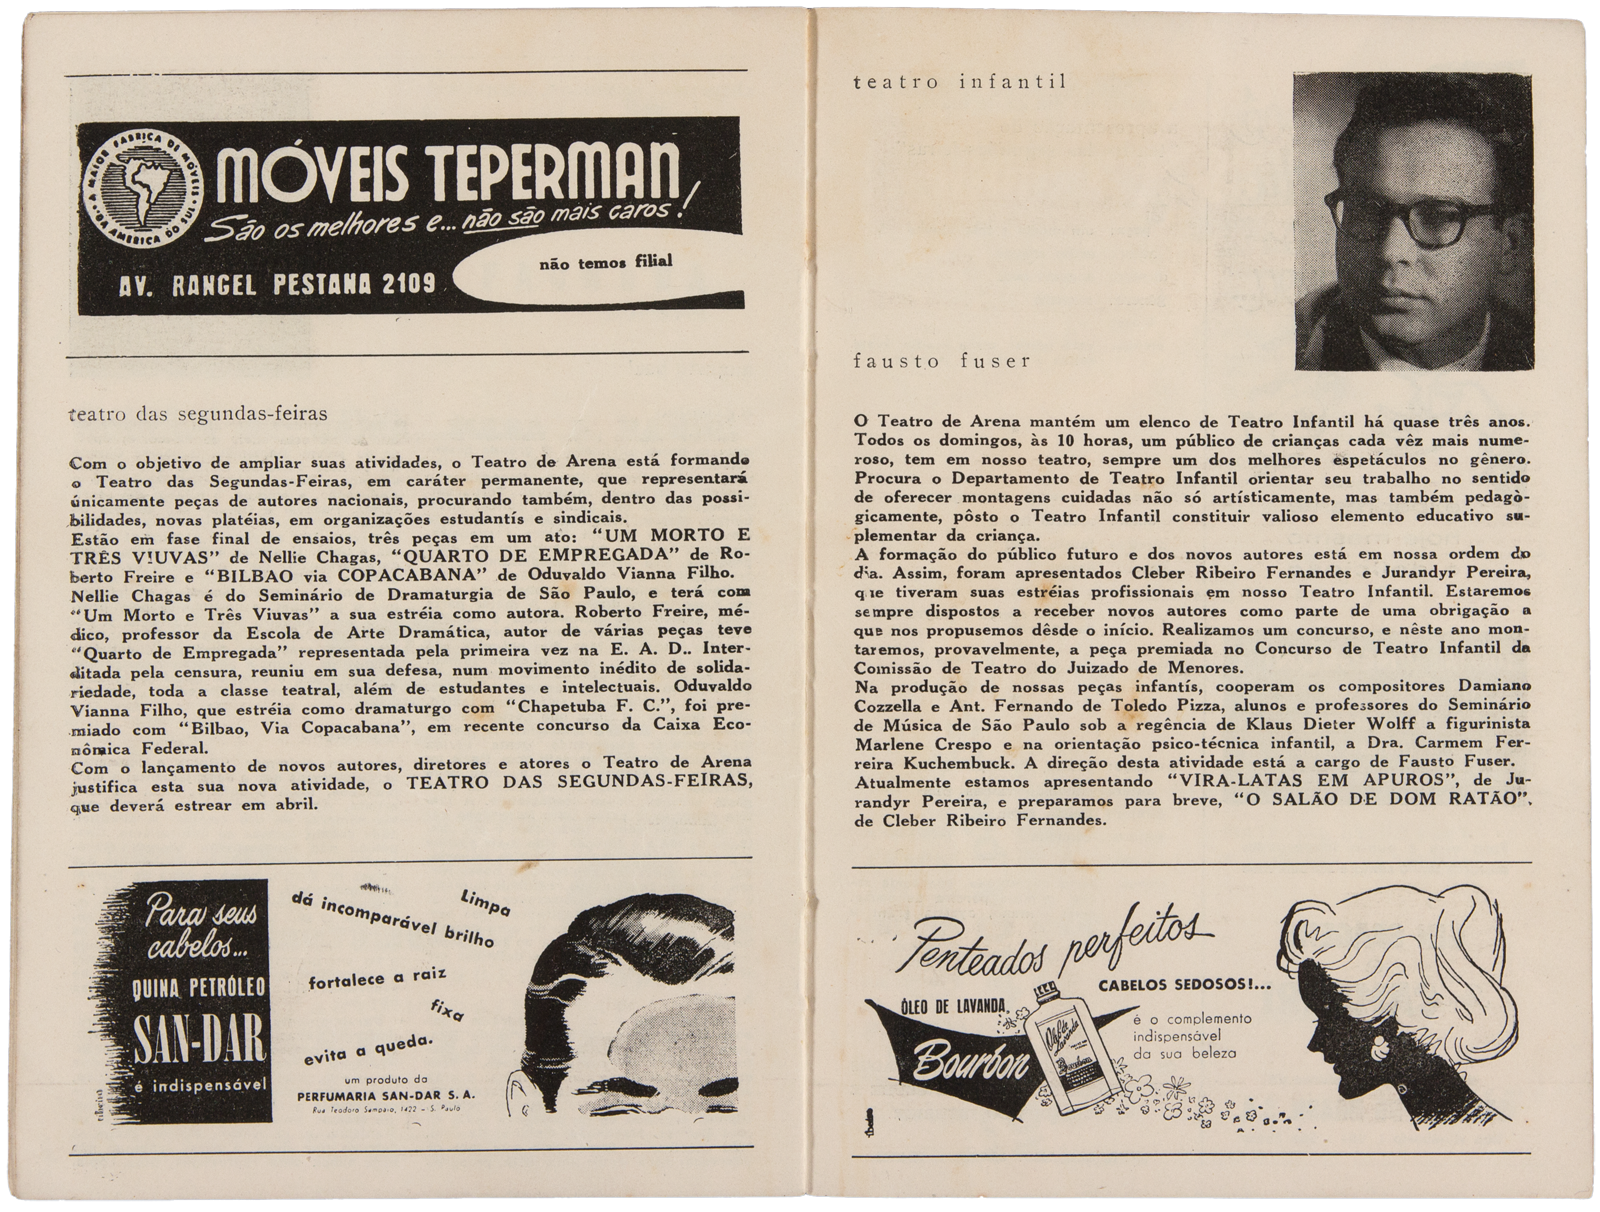 A MAIOR FABRICA DE MÓVEIS
DA AMERICA DO SUL
MÓVEIS TEPERMAN
São os melhores e... não são mais caros!
AV. RANGEL PESTANA 2109
não temos filial
teatro das segundas-feiras
Com o objetivo de ampliar suas atividades, o Teatro de Arena está formando
o Teatro das Segundas-Feiras, em caráter permanente, que representará
únicamente peças de autores nacionais, procurando também, dentro das possi-
bilidades, novas platéias, em organizações estudantís e sindicais.
Estão em fase final de ensaios, três peças em um ato: "UM MORTO E
TRÊS VIUVAS" de Nellie Chagas, "QUARTO DE EMPREGADA" de Ro-
berto Freire e "BILBAO via COPACABANA" de Oduvaldo Vianna Filho.
Nellie Chagas é do Seminário de Dramaturgia de São Paulo, e terá com
"Um Morto e Três Viuvas" a sua estréia como autora. Roberto Freire, mé-
dico, professor da Escola de Arte Dramática, autor de várias peças teve
"Quarto de Empregada" representada pela primeira vez na E. A. D.. Inter-
ditada pela censura, reuniu em sua defesa, num movimento inédito de solida-
riedade, toda a classe teatral, além de estudantes e intelectuais. Oduvaldo
Vianna Filho, que estréia como dramaturgo com "Chapetuba F. C.", foi pre-
miado com "Bilbao, Via Copacabana", em recente concurso da Caixa Eco-
nômica Federal.
Com o lançamento de novos autores, diretores e atores o Teatro de Arena
justifica esta sua nova atividade, o TEATRO DAS SEGUNDAS-FEIRAS,
que deverá estrear em abril.
Para seus
cabelos...
QUINA PETRÓLEO
SAN-DAR
é indispensável
ribeiro
Limpa
dá incomparável brilho
fortalece a raiz
fixa
evita a queda.
um produto da
PERFUMARIA SAN-DAR S. A.
Rua Teodoro Sampaio, 1422 - S. Paulo
teatro infantil
fausto fuser
O Teatro de Arena mantém um elenco de Teatro Infantil há quase três anos.
Todos os domingos, às 10 horas, um público de crianças cada vêz mais nume-
roso, tem em nosso teatro, sempre um dos melhores espetáculos no gênero.
Procura o Departamento de Teatro Infantil orientar seu trabalho no sentido
de oferecer montagens cuidadas não só artísticamente, mas também pedagò-
gicamente, pôsto o Teatro Infantil constituir valioso elemento educativo su-
plementar da criança.
A formação do público futuro e dos novos autores está em nossa ordem do
dia. Assim, foram apresentados Cleber Ribeiro Fernandes e Jurandyr Pereira,
que tiveram suas estréias profissionais em nosso Teatro Infantil. Estaremos
sempre dispostos a receber novos autores como parte de uma obrigação a
que nos propusemos dêsde o início. Realizamos um concurso, e nêste ano mon-
taremos, provavelmente, a peça premiada no Concurso de Teatro Infantil da
Comissão de Teatro do Juizado de Menores.
Na produção de nossas peças infantís, cooperam os compositores Damiano
Cozzella e Ant. Fernando de Toledo Pizza, alunos e professores do Seminário
de Música de São Paulo sob a regência de Klaus Dieter Wolff a figurinista
Marlene Crespo e na orientação psico-técnica infantil, a Dra. Carmem Fer-
reira Kuchembuck. A direção desta atividade está a cargo de Fausto Fuser.
Atualmente estamos apresentando "VIRA-LATAS EM APUROS", de Ju-
randyr Pereira, e preparamos para breve, "O SALÃO DE DOM RATÃO",
de Cleber Ribeiro Fernandes.
Penteados perfeitos
CABELOS SEDOSOS!...
ÓLEO DE LAVANDA
Bourbon
é o complemento
indispensável
da sua beleza
Óleo de
Lavanda
Bourbon